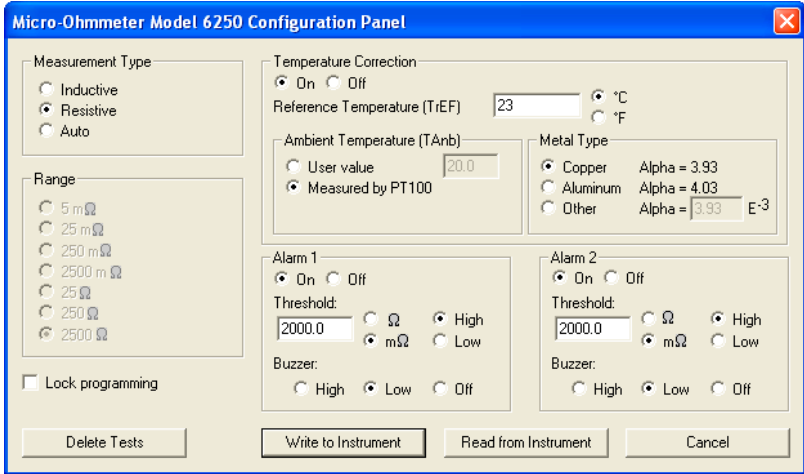 Micro-Ohmmeter Model 6250 Configuration Panel
Measurement Type
Inductive
Resistive
Auto
Range
5 mΩ
25 mΩ
250 mΩ
2500 m Ω
25 Ω
250 Ω
2500 Ω
Lock programming
Temperature Correction
On Off
Reference Temperature (TrEF) 23 °C
°F
Ambient Temperature (TAnb)
User value 20.0
Measured by PT100
Metal Type
Copper Alpha = 3.93
Aluminum Alpha = 4.03
Other Alpha = 3.93 E-3
Alarm 1
On Off
Threshold:
2000.0 Ω High
mΩ Low
Buzzer:
High Low Off
Alarm 2
On Off
Threshold:
2000.0 Ω High
mΩ Low
Buzzer:
High Low Off
Delete Tests Write to Instrument Read from Instrument Cancel